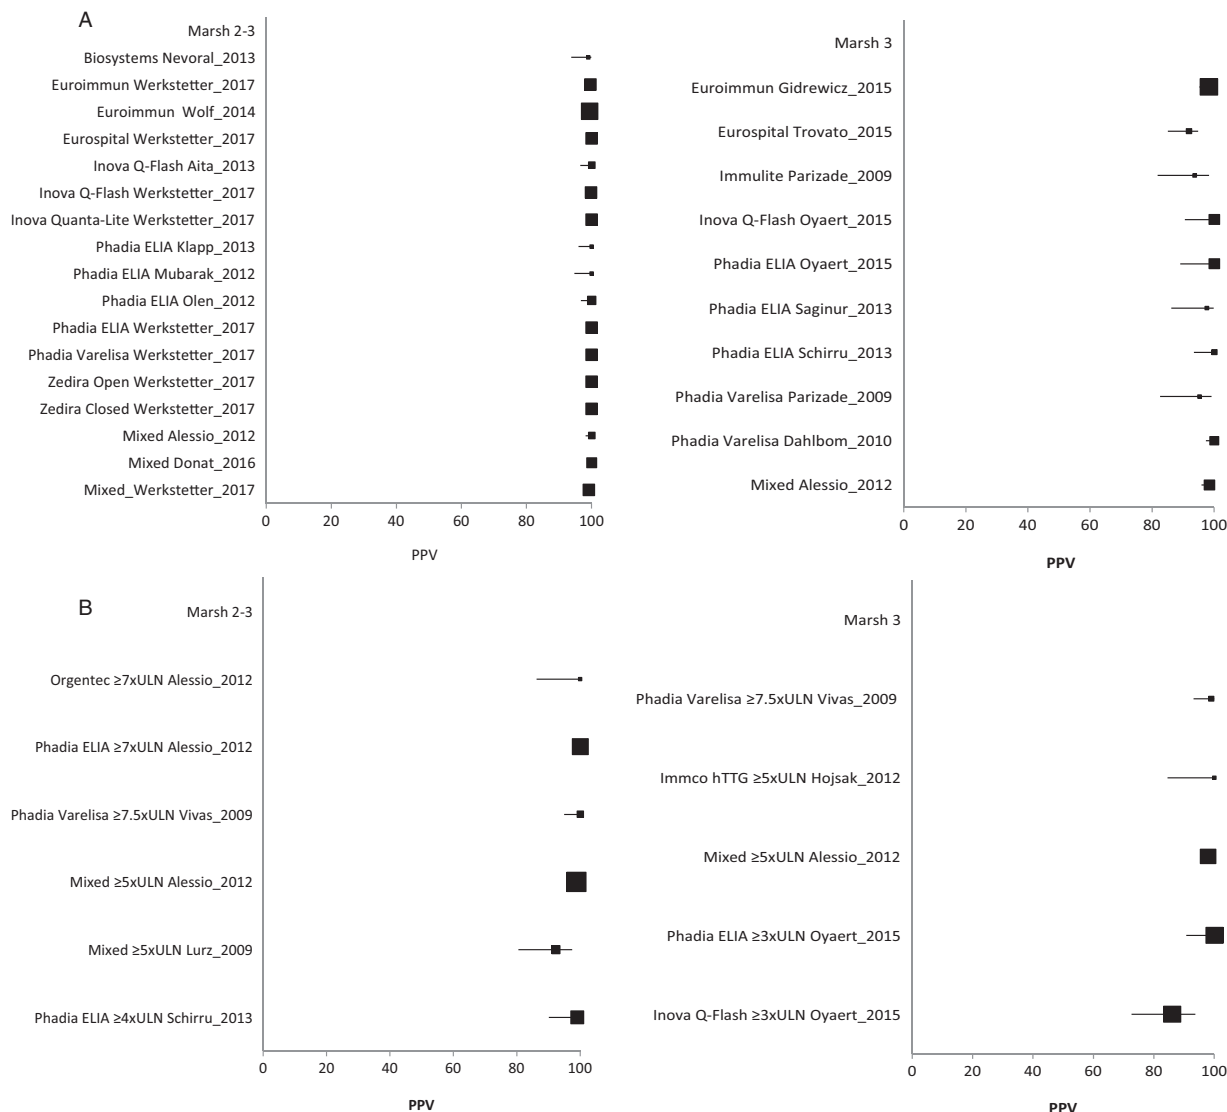 A
Marsh 2-3
Biosystems Nevoral_2013
Euroimmun Werkstetter_2017
Euroimmun Wolf_2014
Eurospital Werkstetter_2017
Inova Q-Flash Aita_2013
Inova Q-Flash Werkstetter_2017
Inova Quanta-Lite Werkstetter_2017
Phadia ELIA Klapp_2013
Phadia ELIA Mubarak_2012
Phadia ELIA Olen_2012
Phadia ELIA Werkstetter_2017
Phadia Varelisa Werkstetter_2017
Zedira Open Werkstetter_2017
Zedira Closed Werkstetter_2017
Mixed Alessio_2012
Mixed Donat_2016
Mixed_Werkstetter_2017
0 20 40 60 80 100
PPV
Marsh 3
Euroimmun Gidrewicz_2015
Eurospital Trovato_2015
Immulite Parizade_2009
Inova Q-Flash Oyaert_2015
Phadia ELIA Oyaert_2015
Phadia ELIA Saginur_2013
Phadia ELIA Schirru_2013
Phadia Varelisa Parizade_2009
Phadia Varelisa Dahlbom_2010
Mixed Alessio_2012
0 20 40 60 80 100
PPV
B
Marsh 2-3
Orgentec ≥7xULN Alessio_2012
Phadia ELIA ≥7xULN Alessio_2012
Phadia Varelisa ≥7.5xULN Vivas_2009
Mixed ≥5xULN Alessio_2012
Mixed ≥5xULN Lurz_2009
Phadia ELIA ≥4xULN Schirru_2013
0 20 40 60 80 100
PPV
Marsh 3
Phadia Varelisa ≥7.5xULN Vivas_2009
Immco hTTG ≥5xULN Hojsak_2012
Mixed ≥5xULN Alessio_2012
Phadia ELIA ≥3xULN Oyaert_2015
Inova Q-Flash ≥3xULN Oyaert_2015
0 20 40 60 80 100
PPV